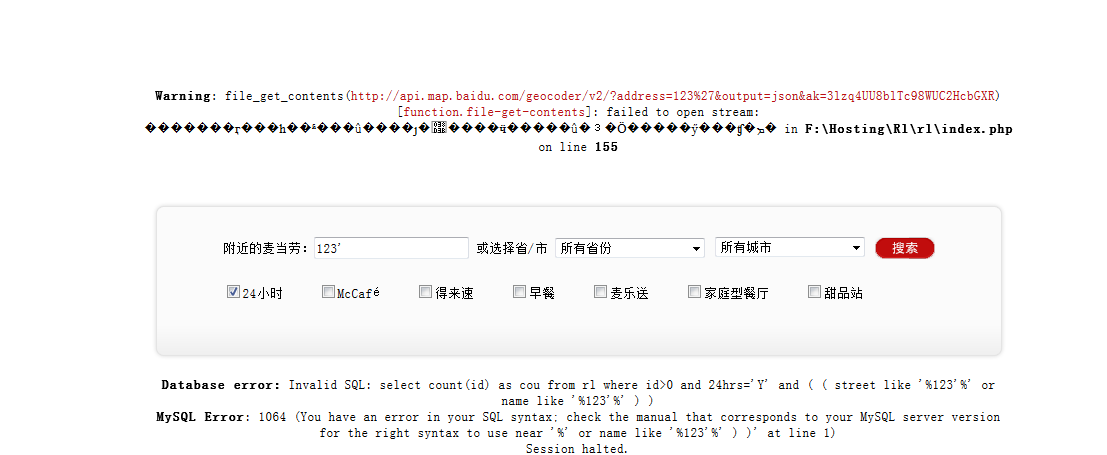 Warning: file_get_contents(http://api.map.baidu.com/geocoder/v2/?address=123%27&output=json&ak=3lzq4UU8blTc98WUC2HcbGXR)
[function.file-get-contents]: failed to open stream:
in F:\Hosting\Rl\rl\index.php
on line 155
附近的麦当劳: 123' 或选择省/市 所有省份 所有城市 搜索
24小时 McCafé 得来速 早餐 麦乐送 家庭型餐厅 甜品站
Database error: Invalid SQL: select count(id) as cou from rl where id>0 and 24hrs='Y' and ( ( street like '%123'%' or
name like '%123'%' ) )
MySQL Error: 1064 (You have an error in your SQL syntax; check the manual that corresponds to your MySQL server version
for the right syntax to use near '%' or name like '%123'%' ) )' at line 1)
Session halted.